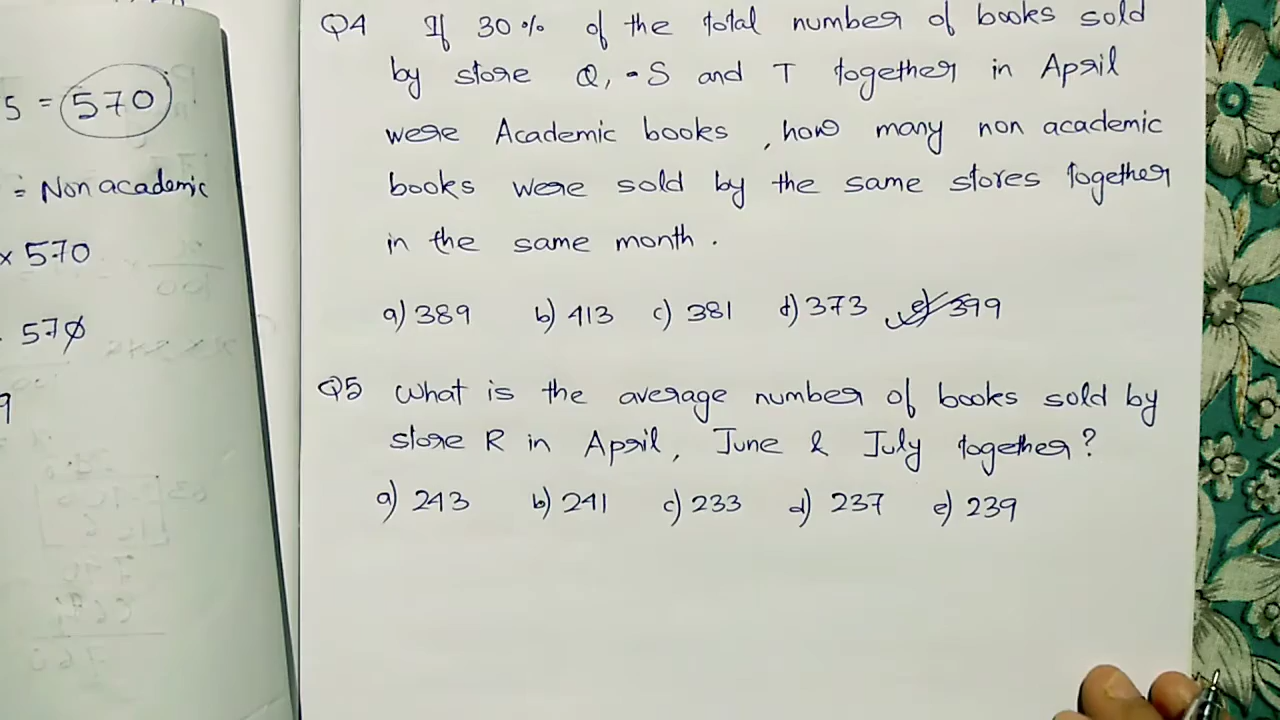 5 = 570
= Non academic
x 570
570
9
Q4 If 30% of the total number of books sold
by store Q, -S and T together in April
were Academic books , how many non academic
books were sold by the same stores together
in the same month .
a) 389 b) 413 c) 381 d) 373 e) 399
Q5 What is the average number of books sold by
store R in April, June & July together?
a) 243 b) 241 c) 233 d) 237 e) 239